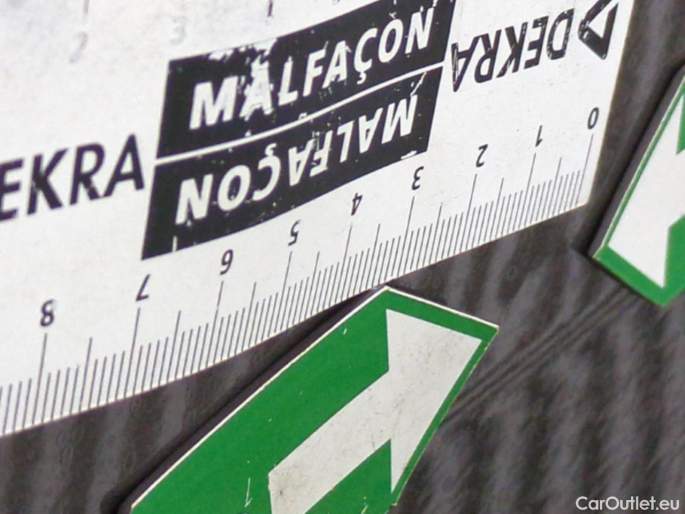 MALFAÇON
DEKRA
MALFAÇON
DEKRA
0 1 2 3 4 5 6 7 8
CarOutlet.eu